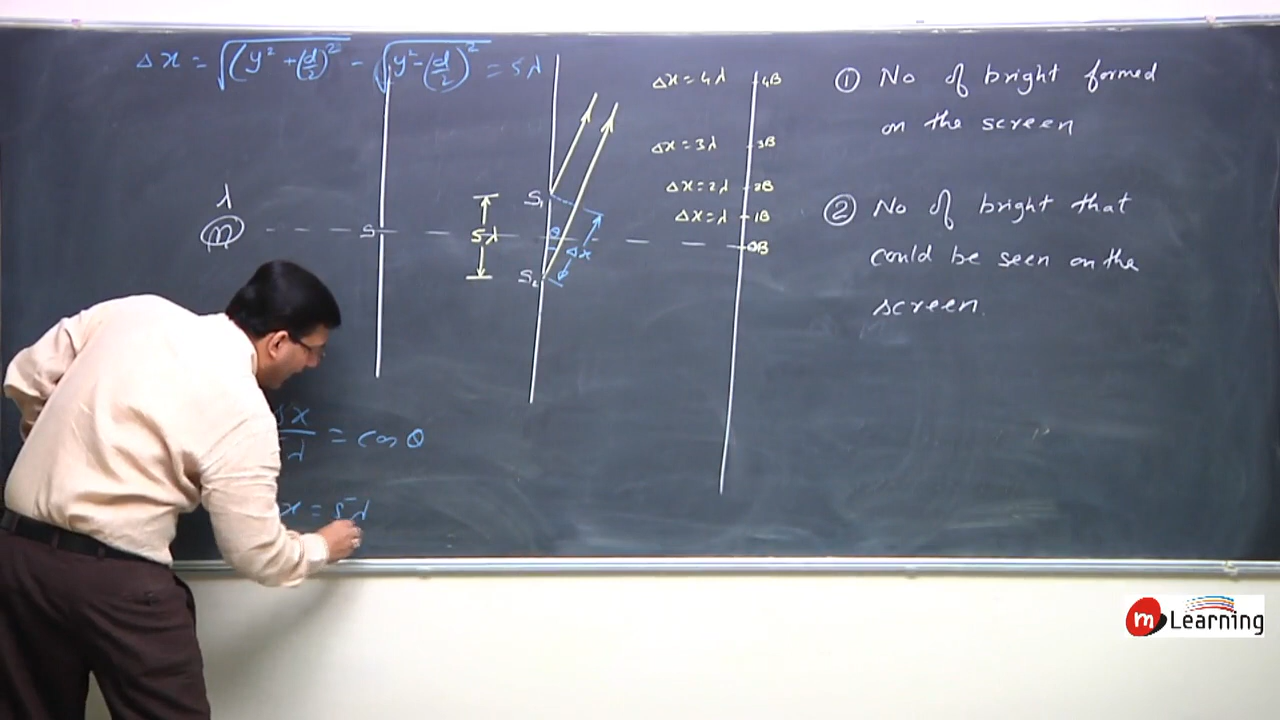 Δx = √(y² + (d/2)²) − √(y² − (d/2)²) = 5λ
λ
S
S₁
S₂
5λ
θ
Δx
Δx = 4λ 4B
Δx = 3λ 3B
Δx = 2λ 2B
Δx = λ 1B
0B
① No of bright formed
on the screen
② No of bright that
could be seen on the
screen.
Δx/5λ = cos θ
x = 5λ
m Learning